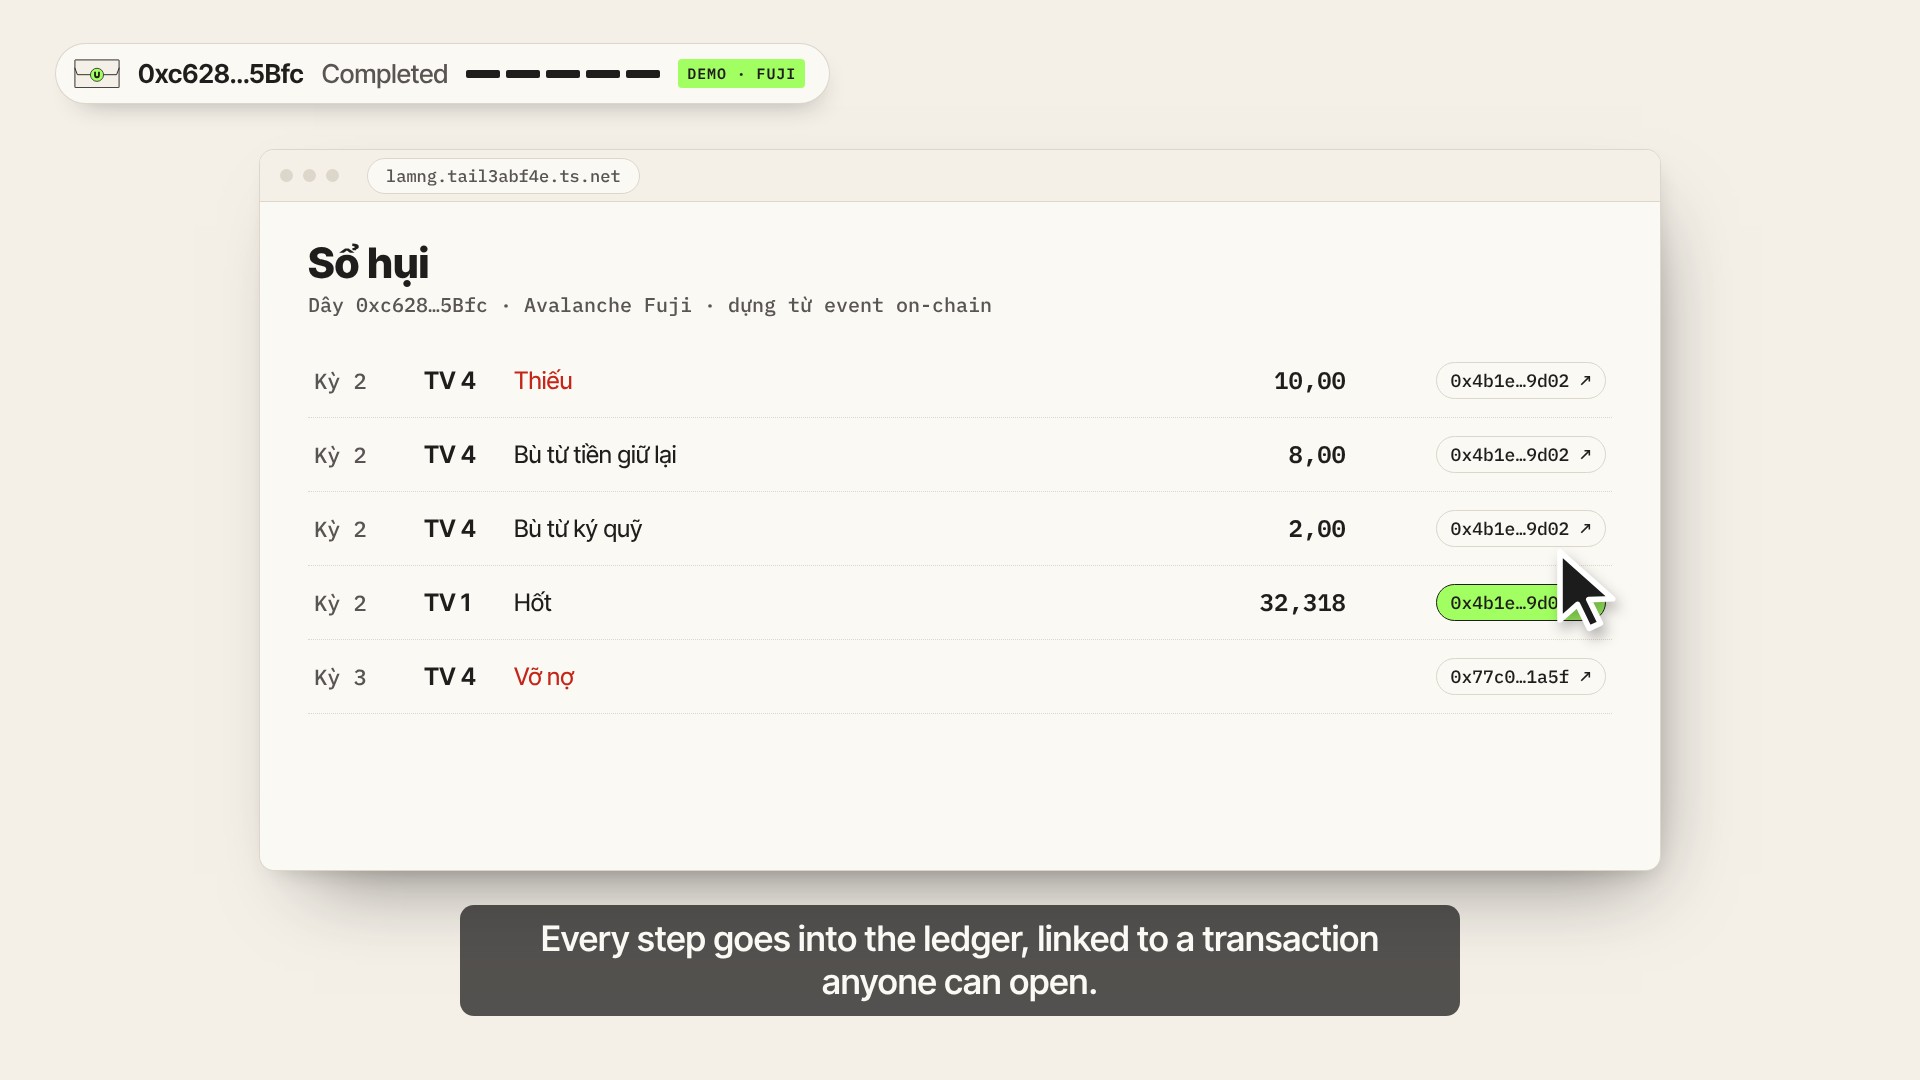 0xc628…5Bfc Completed DEMO · FUJI
lamng.tail3abf4e.ts.net
Sổ hụi
Dây 0xc628…5Bfc · Avalanche Fuji · dựng từ event on-chain
Kỳ 2 TV 4 Thiếu 10,00 0x4b1e…9d02 ↗
Kỳ 2 TV 4 Bù từ tiền giữ lại 8,00 0x4b1e…9d02 ↗
Kỳ 2 TV 4 Bù từ ký quỹ 2,00 0x4b1e…9d02 ↗
Kỳ 2 TV 1 Hốt 32,318
Kỳ 3 TV 4 Vỡ nợ 0x77c0…1a5f ↗
Every step goes into the ledger, linked to a transaction
anyone can open.